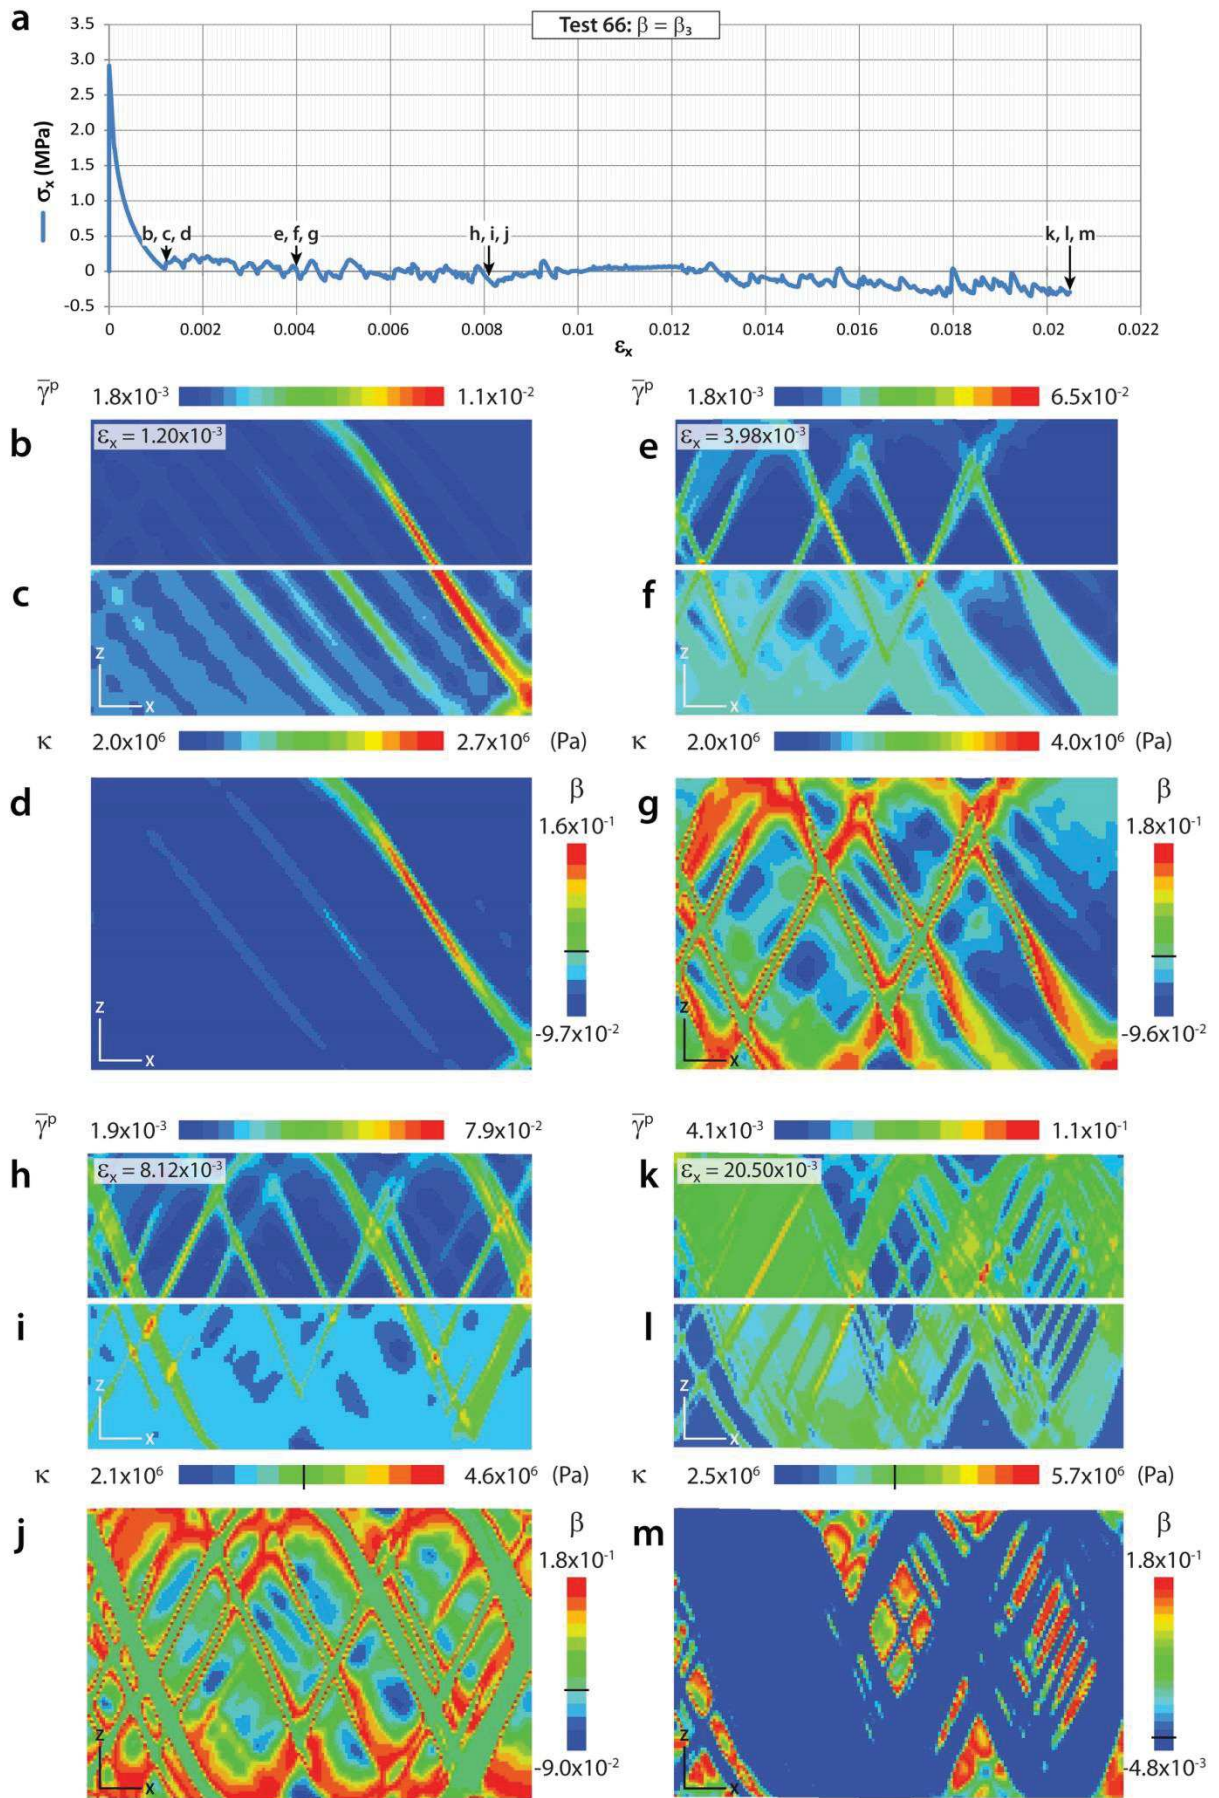 a
Test 66: β = β₃
σₓ (MPa)
3.5
3.0
2.5
2.0
1.5
1.0
0.5
0
-0.5
b, c, d
e, f, g
h, i, j
k, l, m
0 0.002 0.004 0.006 0.008 0.01 0.012 0.014 0.016 0.018 0.02 0.022
εₓ
γ̅ᵖ 1.8x10⁻³ 1.1x10⁻²
b
εₓ = 1.20x10⁻³
c
z
x
κ 2.0x10⁶ 2.7x10⁶ (Pa)
d
β
1.6x10⁻¹
-9.7x10⁻²
z
x
γ̅ᵖ 1.8x10⁻³ 6.5x10⁻²
e
εₓ = 3.98x10⁻³
f
z
x
κ 2.0x10⁶ 4.0x10⁶ (Pa)
g
β
1.8x10⁻¹
-9.6x10⁻²
z
x
γ̅ᵖ 1.9x10⁻³ 7.9x10⁻²
h
εₓ = 8.12x10⁻³
i
z
x
κ 2.1x10⁶ 4.6x10⁶ (Pa)
j
β
1.8x10⁻¹
-9.0x10⁻²
z
x
γ̅ᵖ 4.1x10⁻³ 1.1x10⁻¹
k
εₓ = 20.50x10⁻³
l
z
x
κ 2.5x10⁶ 5.7x10⁶ (Pa)
m
β
1.8x10⁻¹
-4.8x10⁻³
z
x